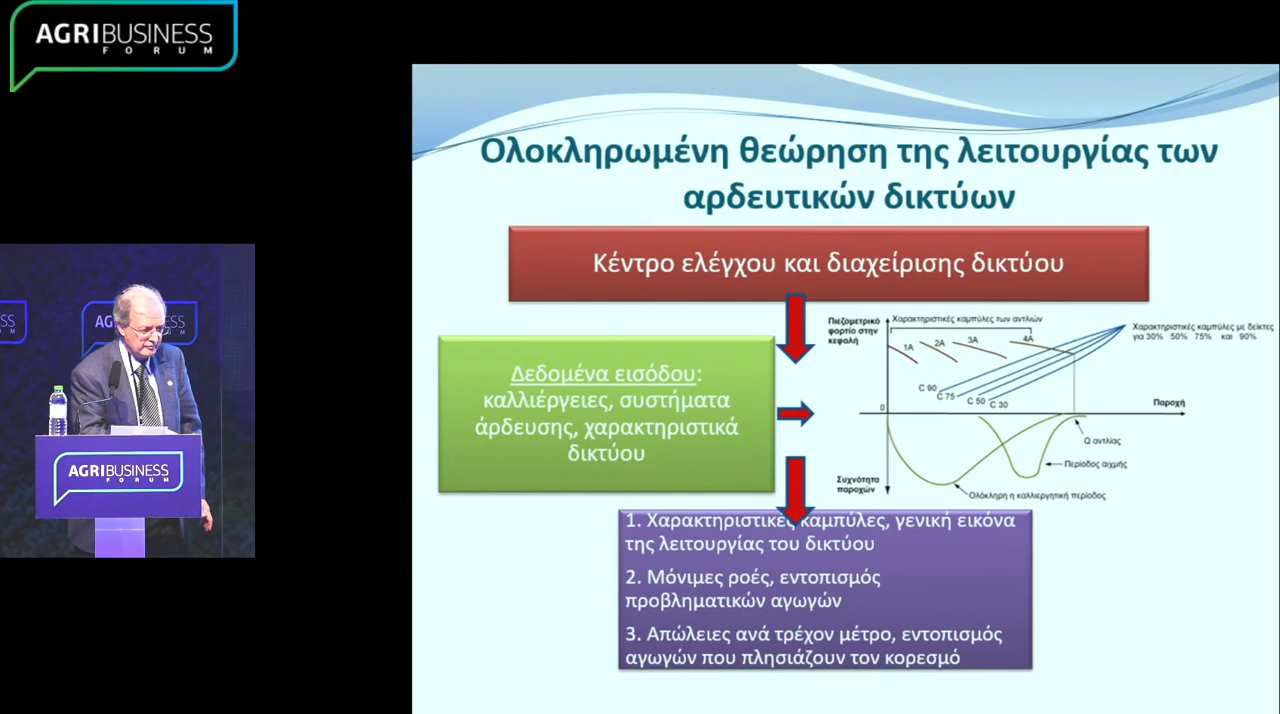 AGRIBUSINESS
FORUM
Ολοκληρωμένη θεώρηση της λειτουργίας των
αρδευτικών δικτύων
Κέντρο ελέγχου και διαχείρισης δικτύου
Δεδομένα εισόδου:
καλλιέργειες, συστήματα
άρδευσης, χαρακτηριστικά
δικτύου
Πιεζομετρικό
φορτίο στην
κεφαλή
Χαρακτηριστικές καμπύλες των αντλιών
1Α 2Α 3Α 4Α
Χαρακτηριστικές καμπύλες με δείκτες
για 30% 50% 75% και 90%
C 90
C 75
C 50
C 30
0
Παροχή
Q αντλίας
Περίοδος αιχμής
Συχνότητα
παροχών
Ολόκληρη η καλλιεργητική περίοδος
1. Χαρακτηριστικές καμπύλες, γενική εικόνα
της λειτουργίας του δικτύου
2. Μόνιμες ροές, εντοπισμός
προβληματικών αγωγών
3. Απώλειες ανά τρέχον μέτρο, εντοπισμός
αγωγών που πλησιάζουν τον κορεσμό
AGRIBUSINESS
FORUM